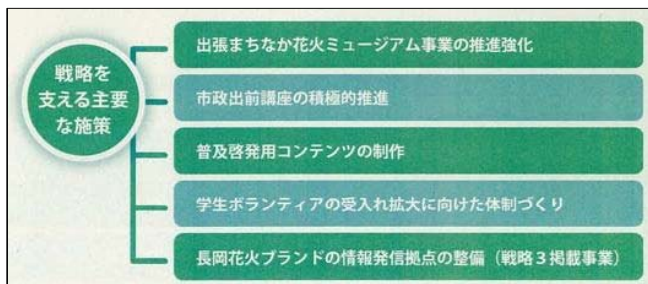 戦略を
支える主要
な施策
出張まちなか花火ミュージアム事業の推進強化
市政出前講座の積極的推進
普及啓発用コンテンツの制作
学生ボランティアの受入れ拡大に向けた体制づくり
長岡花火ブランドの情報発信拠点の整備（戦略3掲載事業）